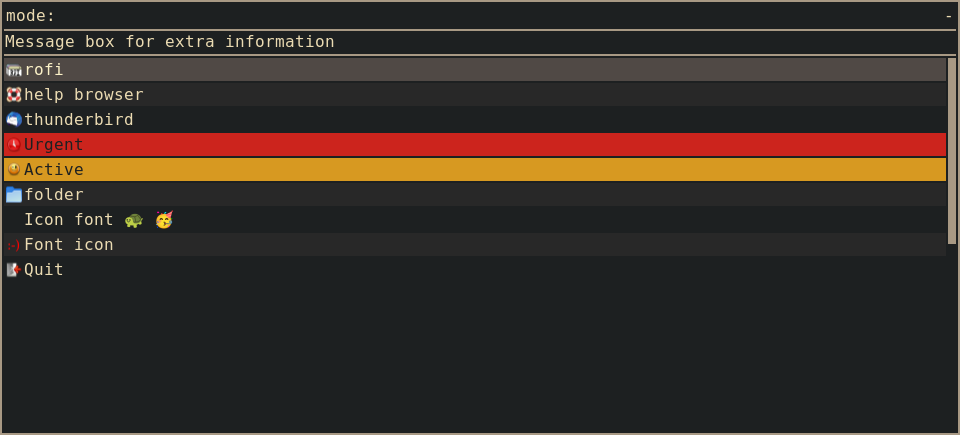 mode: -
Message box for extra information
rofi
help browser
thunderbird
Urgent
Active
folder
Icon font 🐢 🥳
:-) Font icon
Quit